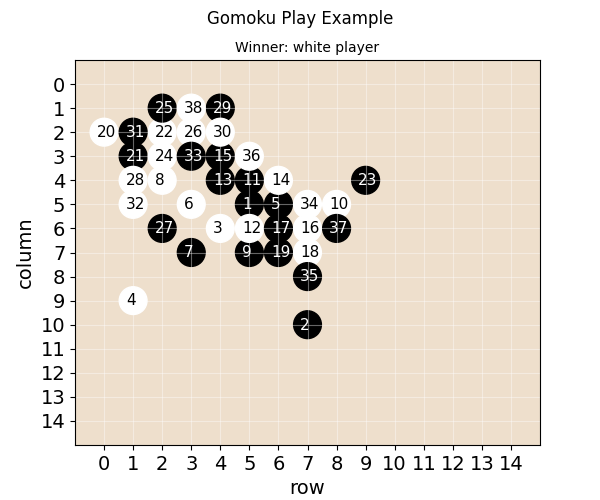 Gomoku Play Example
Winner: white player
0
1 25 38 29
2 20 31 22 26 30
3 21 24 33 15 36
4 28 8 13 11 14 23
5 32 6 1 5 34 10
6 27 3 12 17 16 37
7 7 9 19 18
8 35
9 4
10 2
11
12
13
14
column
0 1 2 3 4 5 6 7 8 9 10 11 12 13 14
row